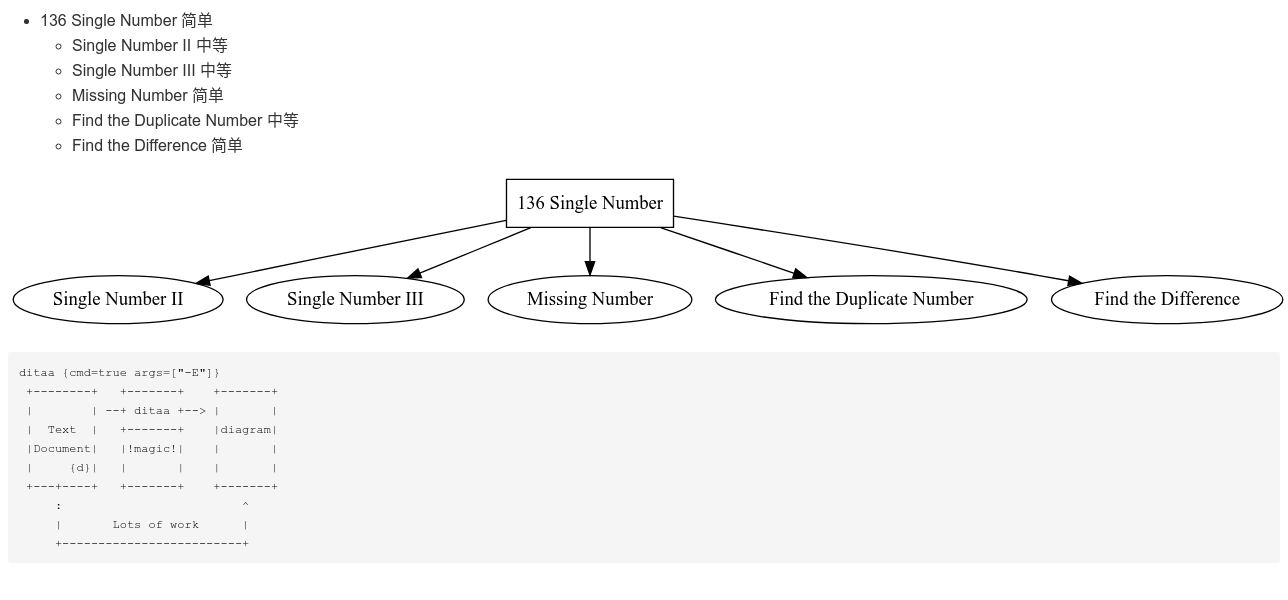 136 Single Number 简单
Single Number II 中等
Single Number III 中等
Missing Number 简单
Find the Duplicate Number 中等
Find the Difference 简单
136 Single Number
Single Number II
Single Number III
Missing Number
Find the Duplicate Number
Find the Difference
ditaa {cmd=true args=["-E"]}
 +--------+   +-------+    +-------+
 |        | --+ ditaa +--> |       |
 |  Text  |   +-------+    |diagram|
 |Document|   |!magic!|    |       |
 |     {d}|   |       |    |       |
 +---+----+   +-------+    +-------+
     :                         ^
     |       Lots of work      |
     +-------------------------+